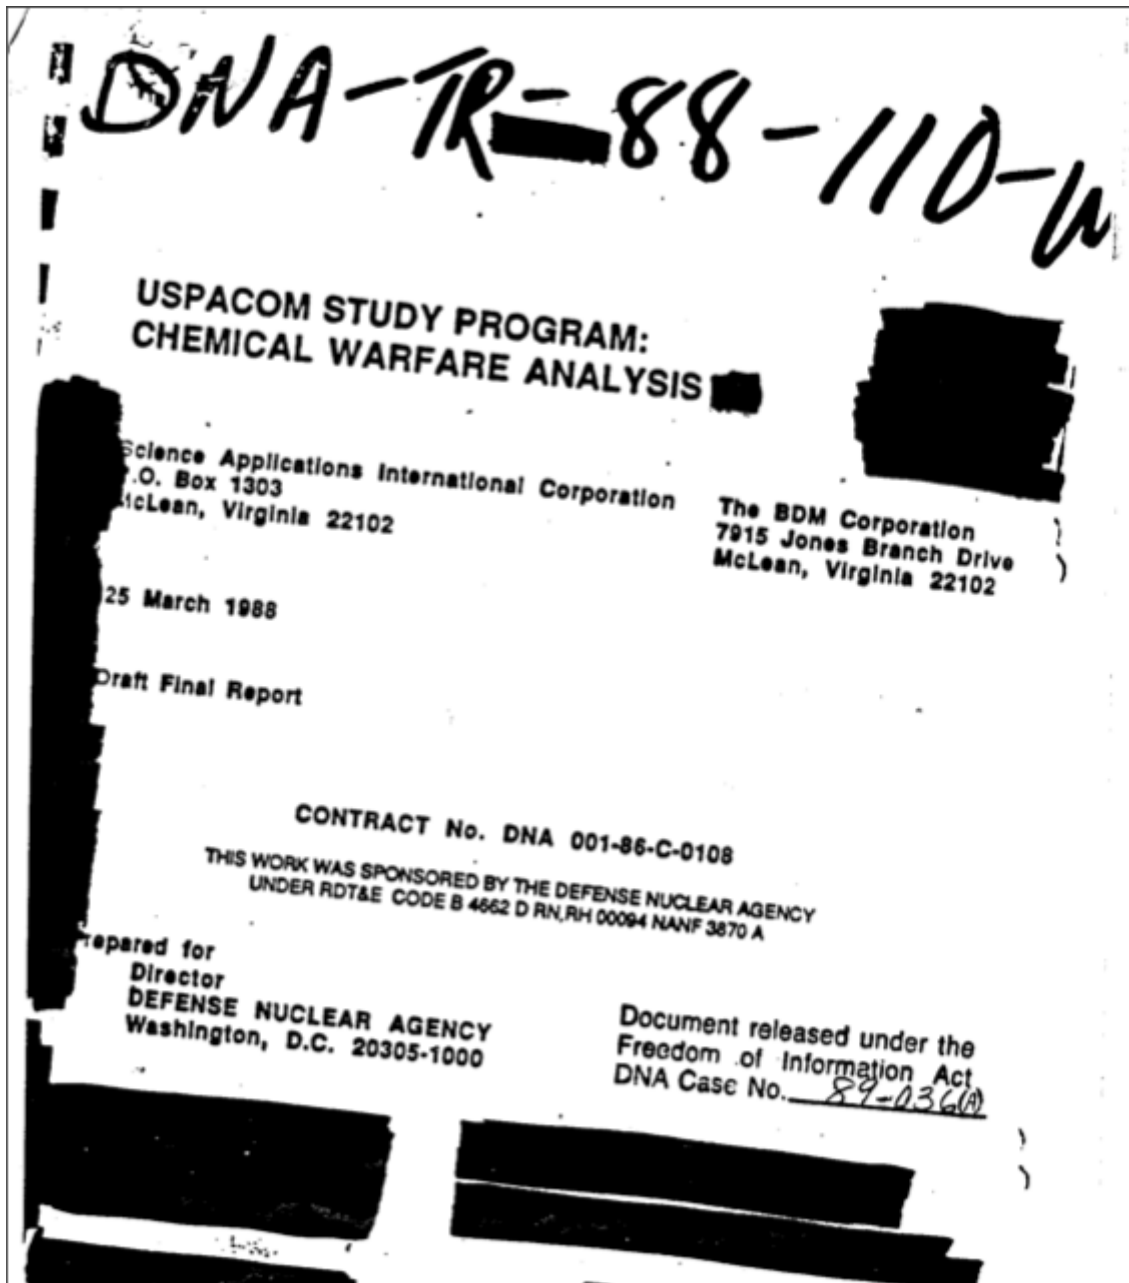 DNA-TR-88-110-
USPACOM STUDY PROGRAM:
CHEMICAL WARFARE ANALYSIS
Science Applications International Corporation
P.O. Box 1303
McLean, Virginia 22102
The BDM Corporation
7915 Jones Branch Drive
McLean, Virginia 22102
25 March 1988
Draft Final Report
CONTRACT No. DNA 001-86-C-0108
THIS WORK WAS SPONSORED BY THE DEFENSE NUCLEAR AGENCY
UNDER RDT&E CODE B 4662 D RN,RH 00094 NANF 3870 A
Prepared for
Director
DEFENSE NUCLEAR AGENCY
Washington, D.C. 20305-1000
Document released under the
Freedom of Information Act
DNA Case No. 89-036(A)